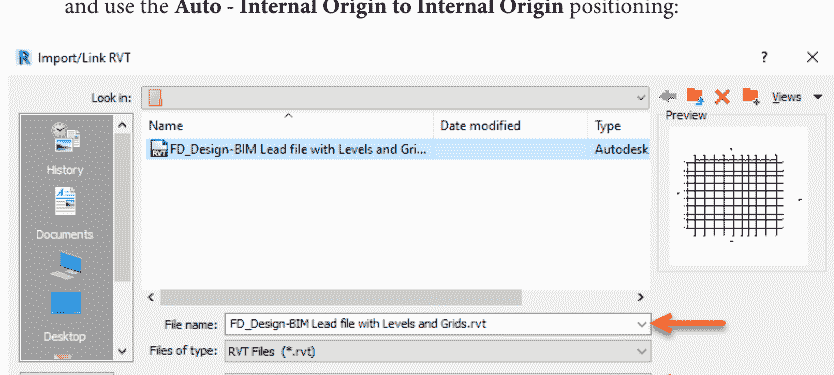 and use the Auto - Internal Origin to Internal Origin positioning:
R Import/Link RVT ?
Look in: Views
Preview
Name Date modified Type
RVT FD_Design-BIM Lead file with Levels and Gri... Autodesk
History
Documents
Desktop
File name: FD_Design-BIM Lead file with Levels and Grids.rvt
Files of type: RVT Files (*.rvt)